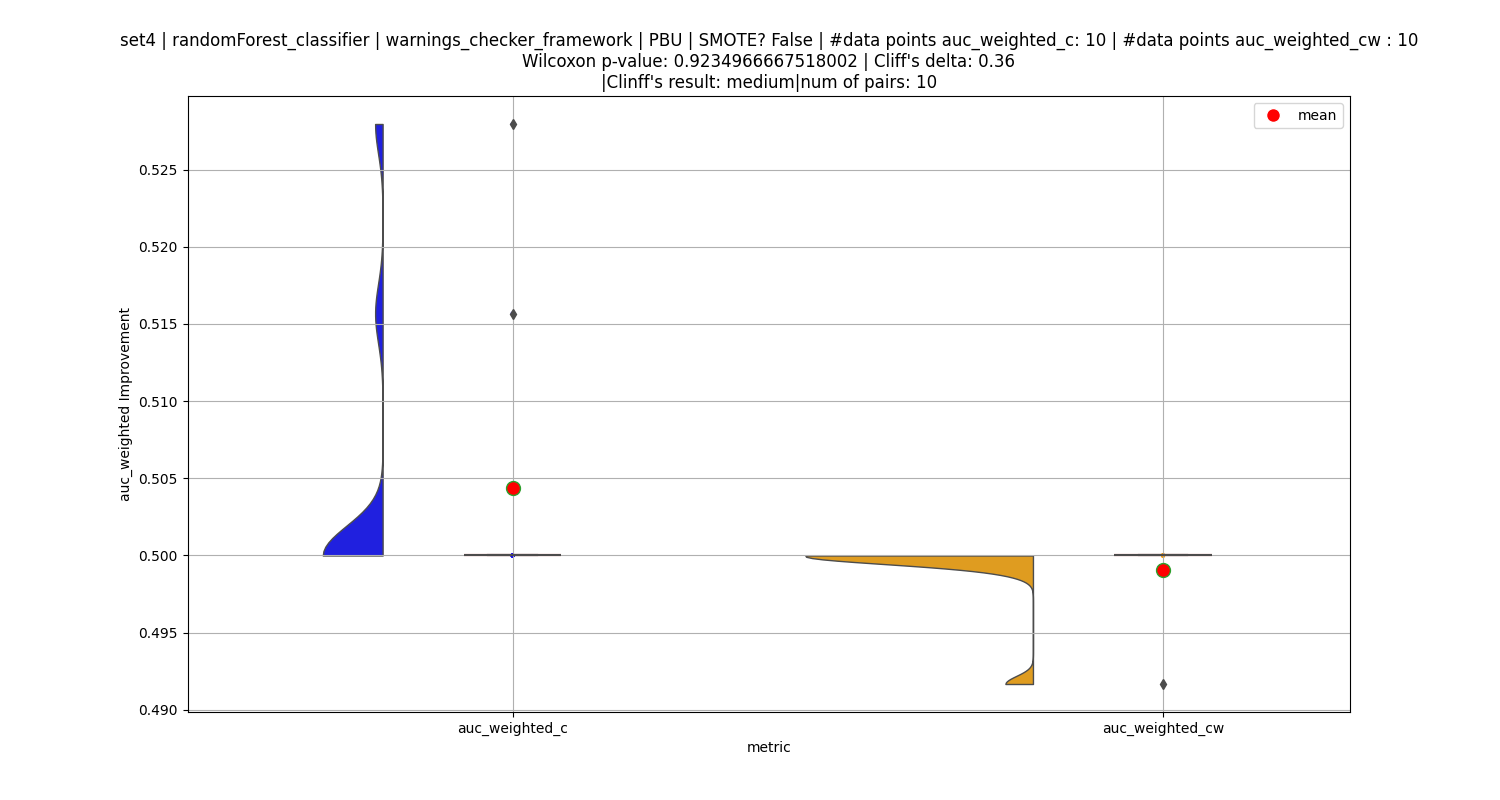 set4 | randomForest_classifier | warnings_checker_framework | PBU | SMOTE? False | #data points auc_weighted_c: 10 | #data points auc_weighted_cw : 10
Wilcoxon p-value: 0.9234966667518002 | Cliff's delta: 0.36
|Clinff's result: medium|num of pairs: 10
mean
0.525
0.520
0.515
0.510
0.505
0.500
0.495
0.490
auc_weighted Improvement
auc_weighted_c
auc_weighted_cw
metric